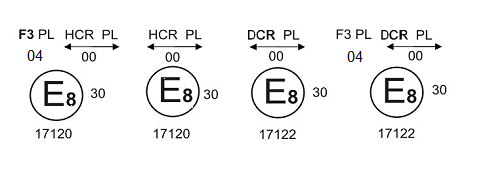 F3 PL HCR PL HCR PL DCR PL F3 PL DCR PL
04 00 00 00 04 00
E8 30 E8 30 E8 30 E8 30
17120 17120 17122 17122